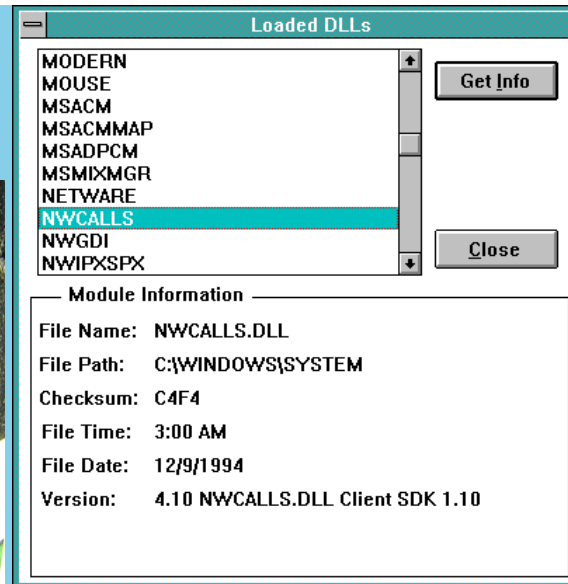 Loaded DLLs
MODERN
MOUSE
MSACM
MSACMMAP
MSADPCM
MSMIXMGR
NETWARE
NWCALLS
NWGDI
NWIPXSPX
Get Info
Close
Module Information
File Name: NWCALLS.DLL
File Path: C:\WINDOWS\SYSTEM
Checksum: C4F4
File Time: 3:00 AM
File Date: 12/9/1994
Version: 4.10 NWCALLS.DLL Client SDK 1.10